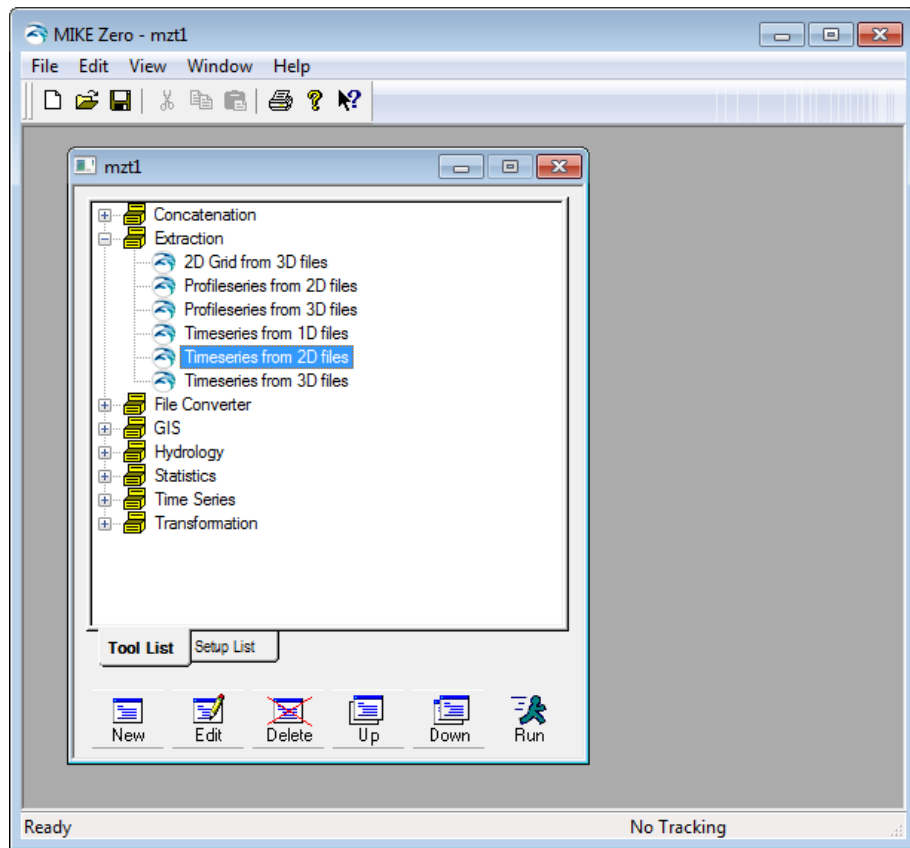 MIKE Zero - mzt1
File Edit View Window Help
mzt1
Concatenation
Extraction
2D Grid from 3D files
Profileseries from 2D files
Profileseries from 3D files
Timeseries from 1D files
Timeseries from 2D files
Timeseries from 3D files
File Converter
GIS
Hydrology
Statistics
Time Series
Transformation
Tool List Setup List
New Edit Delete Up Down Run
Ready No Tracking